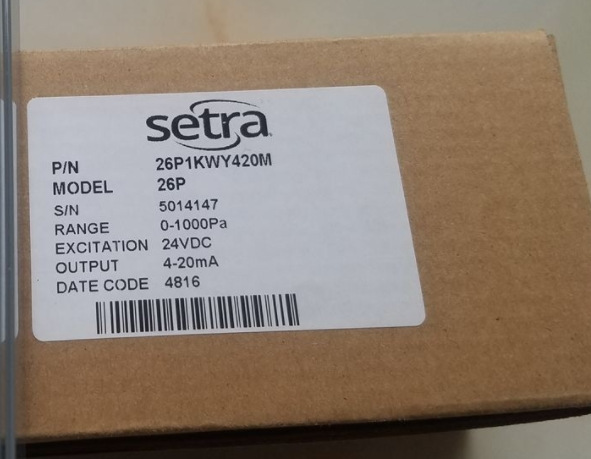 setra
P/N 26P1KWY420M
MODEL 26P
S/N 5014147
RANGE 0-1000Pa
EXCITATION 24VDC
OUTPUT 4-20mA
DATE CODE 4816